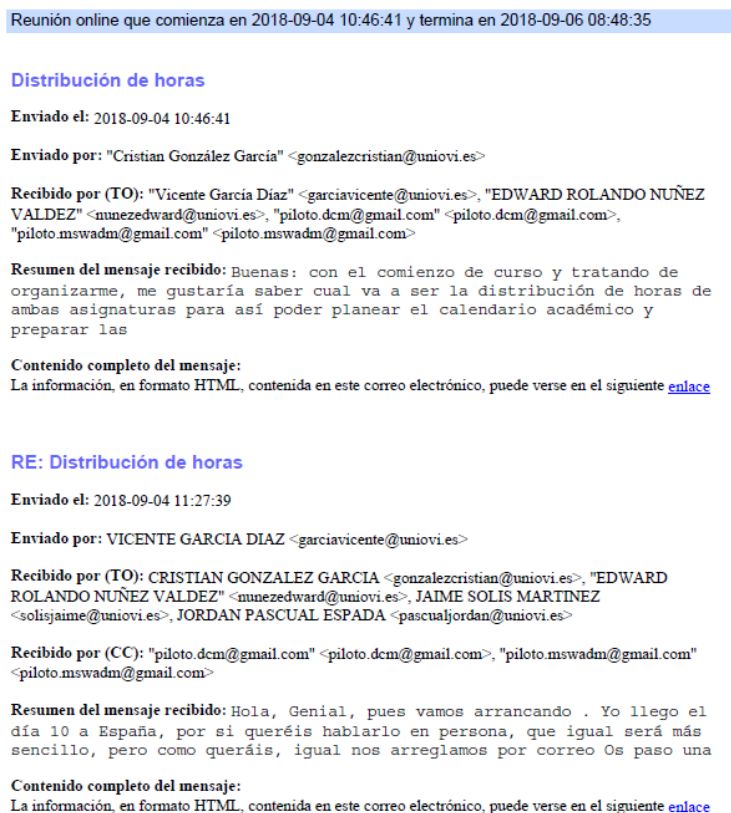 Reunión online que comienza en 2018-09-04 10:46:41 y termina en 2018-09-06 08:48:35
Distribución de horas
Enviado el: 2018-09-04 10:46:41
Enviado por: "Cristian González García" <gonzalezcristian@uniovi.es>
Recibido por (TO): "Vicente García Díaz" <garciavicente@uniovi.es>, "EDWARD ROLANDO NUÑEZ
VALDEZ" <nunezedward@uniovi.es>, "piloto.dcm@gmail.com" <piloto.dcm@gmail.com>,
"piloto.mswadm@gmail.com" <piloto.mswadm@gmail.com>
Resumen del mensaje recibido: Buenas: con el comienzo de curso y tratando de
organizarme, me gustaría saber cual va a ser la distribución de horas de
ambas asignaturas para así poder planear el calendario académico y
preparar las
Contenido completo del mensaje:
La información, en formato HTML, contenida en este correo electrónico, puede verse en el siguiente enlace
RE: Distribución de horas
Enviado el: 2018-09-04 11:27:39
Enviado por: VICENTE GARCIA DIAZ <garciavicente@uniovi.es>
Recibido por (TO): CRISTIAN GONZALEZ GARCIA <gonzalezcristian@uniovi.es>, "EDWARD
ROLANDO NUÑEZ VALDEZ" <nunezedward@uniovi.es>, JAIME SOLIS MARTINEZ
<solisjaime@uniovi.es>, JORDAN PASCUAL ESPADA <pascualjordan@uniovi.es>
Recibido por (CC): "piloto.dcm@gmail.com" <piloto.dcm@gmail.com>, "piloto.mswadm@gmail.com"
<piloto.mswadm@gmail.com>
Resumen del mensaje recibido: Hola, Genial, pues vamos arrancando . Yo llego el
día 10 a España, por si queréis hablarlo en persona, que igual será más
sencillo, pero como queráis, igual nos arreglamos por correo Os paso una
Contenido completo del mensaje:
La información, en formato HTML, contenida en este correo electrónico, puede verse en el siguiente enlace